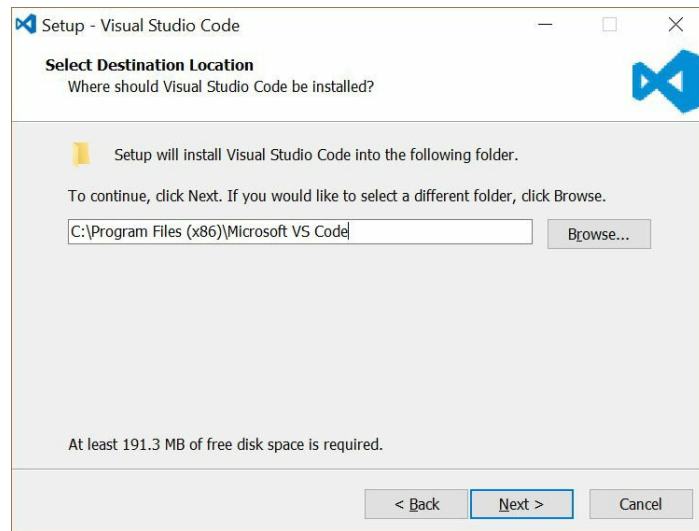 Setup - Visual Studio Code
Select Destination Location
Where should Visual Studio Code be installed?
Setup will install Visual Studio Code into the following folder.
To continue, click Next. If you would like to select a different folder, click Browse.
C:\Program Files (x86)\Microsoft VS Code
Browse...
At least 191.3 MB of free disk space is required.
< Back Next > Cancel